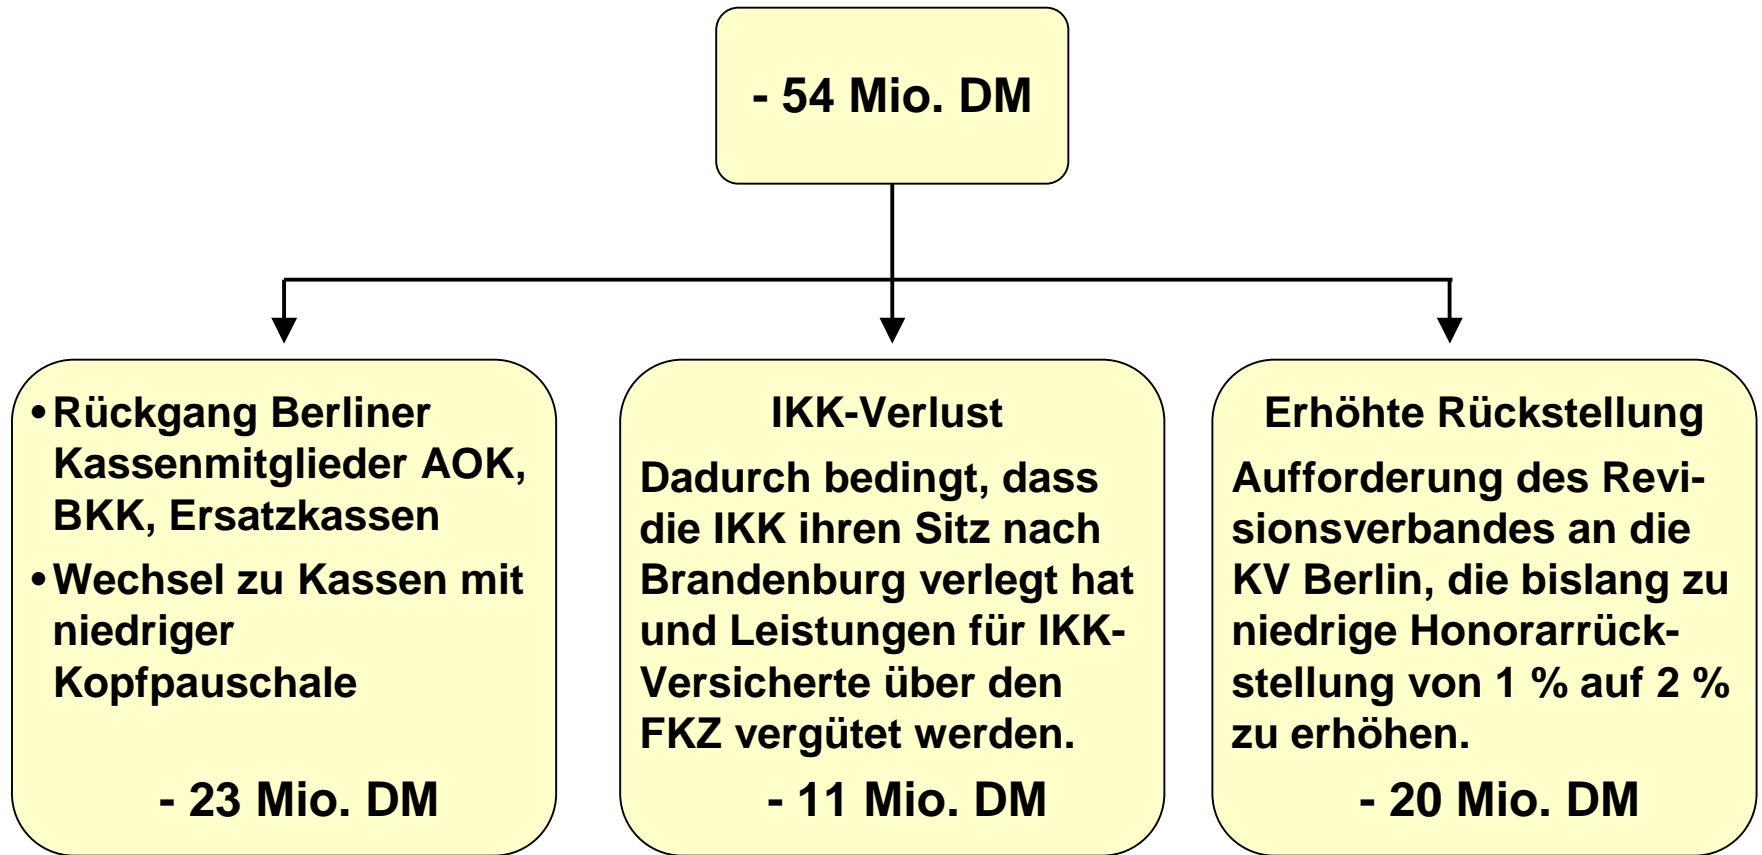 - 54 Mio. DM
• Rückgang Berliner
Kassenmitglieder AOK,
BKK, Ersatzkassen
• Wechsel zu Kassen mit
niedriger
Kopfpauschale
- 23 Mio. DM
IKK-Verlust
Dadurch bedingt, dass
die IKK ihren Sitz nach
Brandenburg verlegt hat
und Leistungen für IKK-
Versicherte über den
FKZ vergütet werden.
- 11 Mio. DM
Erhöhte Rückstellung
Aufforderung des Revi-
sionsverbandes an die
KV Berlin, die bislang zu
niedrige Honorarrück-
stellung von 1 % auf 2 %
zu erhöhen.
- 20 Mio. DM